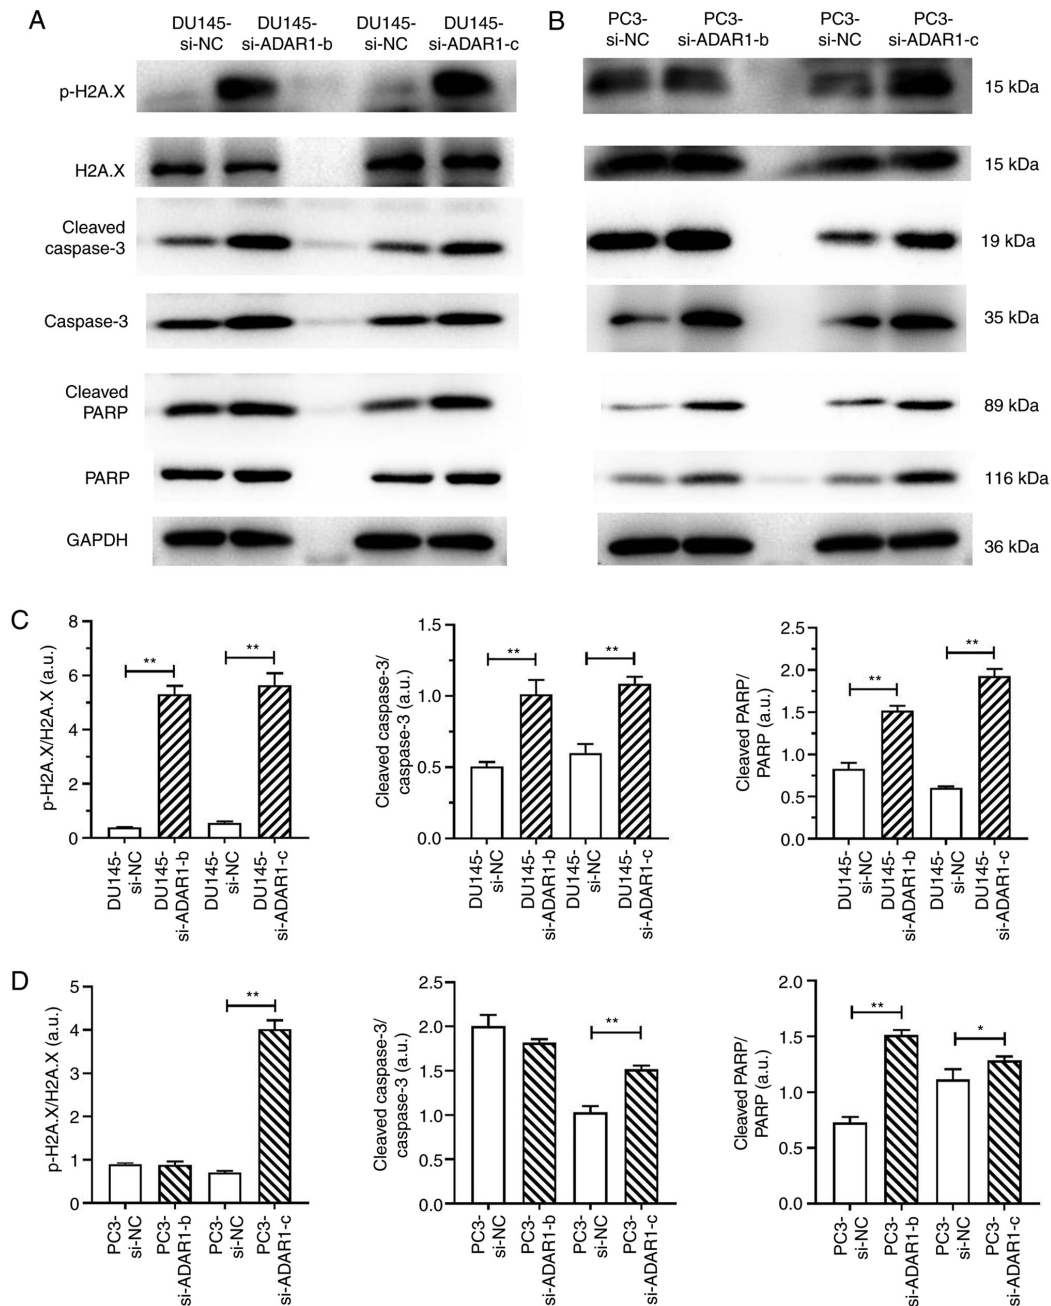 A
DU145-
si-NC
DU145-
si-ADAR1-b
DU145-
si-NC
DU145-
si-ADAR1-c
p-H2A.X
H2A.X
Cleaved
caspase-3
Caspase-3
Cleaved
PARP
PARP
GAPDH
B
PC3-
si-NC
PC3-
si-ADAR1-b
PC3-
si-NC
PC3-
si-ADAR1-c
15 kDa
15 kDa
19 kDa
35 kDa
89 kDa
116 kDa
36 kDa
C
p-H2A.X/H2A.X (a.u.)
8
6
4
2
0
**
**
DU145-
si-NC
DU145-
si-ADAR1-b
DU145-
si-NC
DU145-
si-ADAR1-c
Cleaved caspase-3/
caspase-3 (a.u.)
1.5
1.0
0.5
0.0
**
**
DU145-
si-NC
DU145-
si-ADAR1-b
DU145-
si-NC
DU145-
si-ADAR1-c
Cleaved PARP/
PARP (a.u.)
2.5
2.0
1.5
1.0
0.5
0.0
**
**
DU145-
si-NC
DU145-
si-ADAR1-b
DU145-
si-NC
DU145-
si-ADAR1-c
D
p-H2A.X/H2A.X (a.u.)
5
4
3
2
1
0
**
PC3-
si-NC
PC3-
si-ADAR1-b
PC3-
si-NC
PC3-
si-ADAR1-c
Cleaved caspase-3/
caspase-3 (a.u.)
2.5
2.0
1.5
1.0
0.5
0.0
**
PC3-
si-NC
PC3-
si-ADAR1-b
PC3-
si-NC
PC3-
si-ADAR1-c
Cleaved PARP/
PARP (a.u.)
2.0
1.5
1.0
0.5
0.0
**
*
PC3-
si-NC
PC3-
si-ADAR1-b
PC3-
si-NC
PC3-
si-ADAR1-c